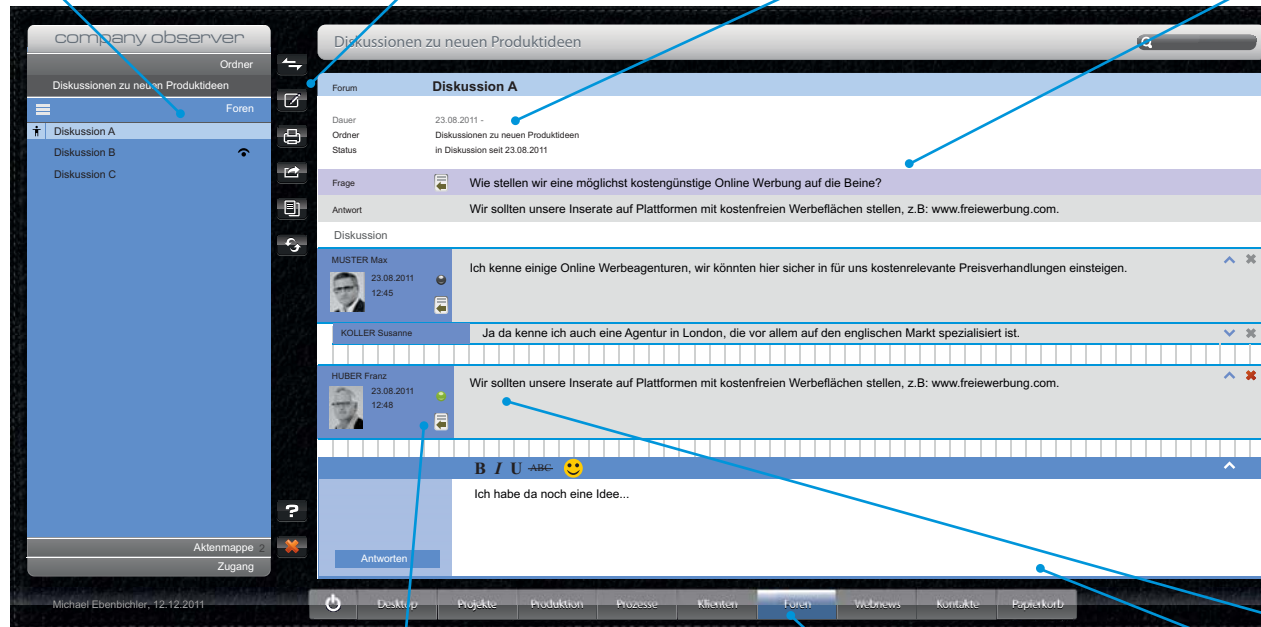 company observer
Ordner
Diskussionen zu neuen Produktideen
Foren
Diskussion A
Diskussion B
Diskussion C
Aktenmappe 2
Zugang
Michael Ebenbichler, 12.12.2011
?
Diskussionen zu neuen Produktideen
Forum Diskussion A
Dauer 23.08.2011 -
Ordner Diskussionen zu neuen Produktideen
Status in Diskussion seit 23.08.2011
Frage Wie stellen wir eine möglichst kostengünstige Online Werbung auf die Beine?
Antwort Wir sollten unsere Inserate auf Plattformen mit kostenfreien Werbeflächen stellen, z.B: www.freiewerbung.com.
Diskussion
MUSTER Max
23.08.2011
12:45
Ich kenne einige Online Werbeagenturen, wir könnten hier sicher in für uns kostenrelevante Preisverhandlungen einsteigen.
KOLLER Susanne Ja da kenne ich auch eine Agentur in London, die vor allem auf den englischen Markt spezialisiert ist.
HUBER Franz
23.08.2011
12:48
Wir sollten unsere Inserate auf Plattformen mit kostenfreien Werbeflächen stellen, z.B: www.freiewerbung.com.
B I U ABC
Ich habe da noch eine Idee...
Antworten
Desktop Projekte Produktion Prozesse Klienten Foren Webnews Kontakte Papierkorb